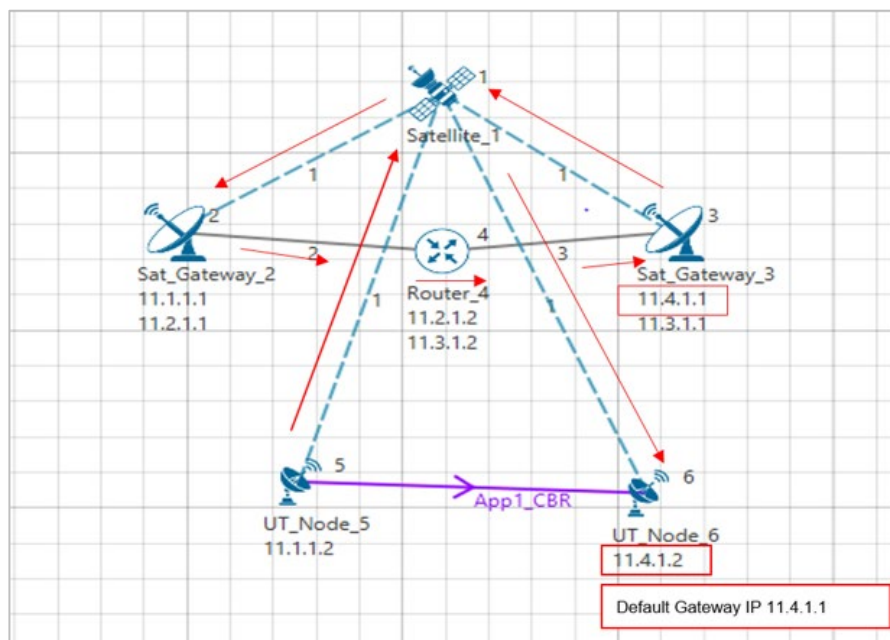 1
Satellite_1
1
1
2
3
2
4
3
Sat_Gateway_2
11.1.1.1
11.2.1.1
Router_4
11.2.1.2
11.3.1.2
Sat_Gateway_3
11.4.1.1
11.3.1.1
1
1
5
6
App1_CBR
UT_Node_5
11.1.1.2
UT_Node_6
11.4.1.2
Default Gateway IP 11.4.1.1